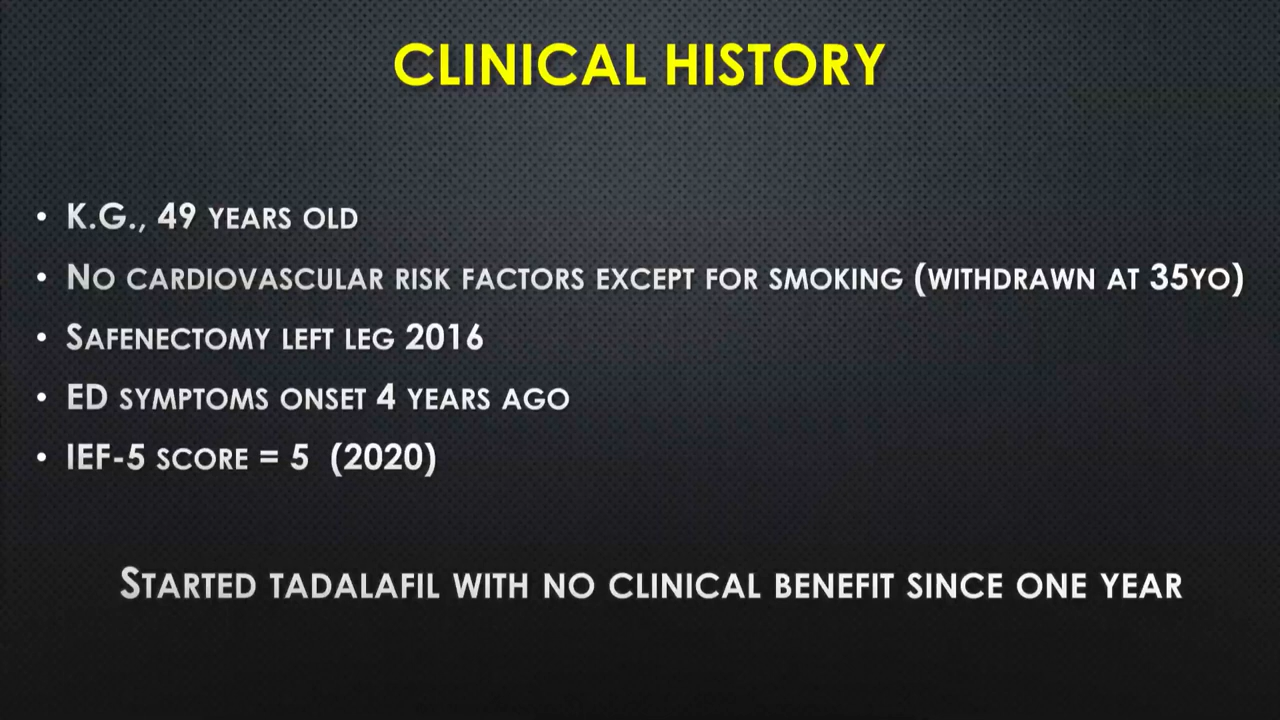 CLINICAL HISTORY
• K.G., 49 YEARS OLD
• NO CARDIOVASCULAR RISK FACTORS EXCEPT FOR SMOKING (WITHDRAWN AT 35YO)
• SAFENECTOMY LEFT LEG 2016
• ED SYMPTOMS ONSET 4 YEARS AGO
• IEF-5 SCORE = 5 (2020)
STARTED TADALAFIL WITH NO CLINICAL BENEFIT SINCE ONE YEAR